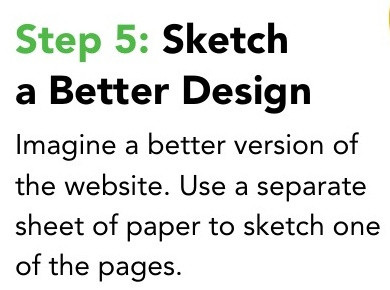 Step 5: Sketch
a Better Design
Imagine a better version of
the website. Use a separate
sheet of paper to sketch one
of the pages.